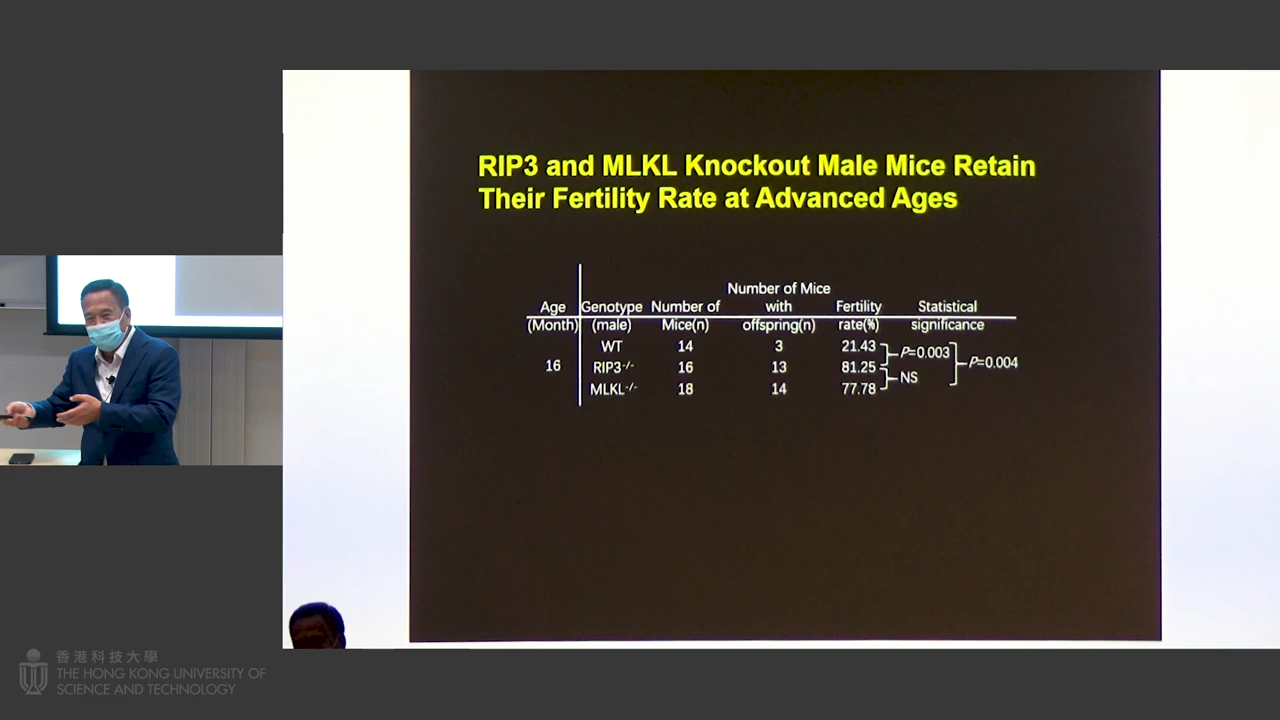 RIP3 and MLKL Knockout Male Mice Retain
Their Fertility Rate at Advanced Ages
Age (Month)
Genotype (male)
Number of Mice(n)
Number of Mice with offspring(n)
Fertility rate(%)
Statistical significance
16
WT 14 3 21.43
RIP3-/- 16 13 81.25
MLKL-/- 18 14 77.78
P=0.003
NS
P=0.004
香港科技大學
THE HONG KONG UNIVERSITY OF
SCIENCE AND TECHNOLOGY